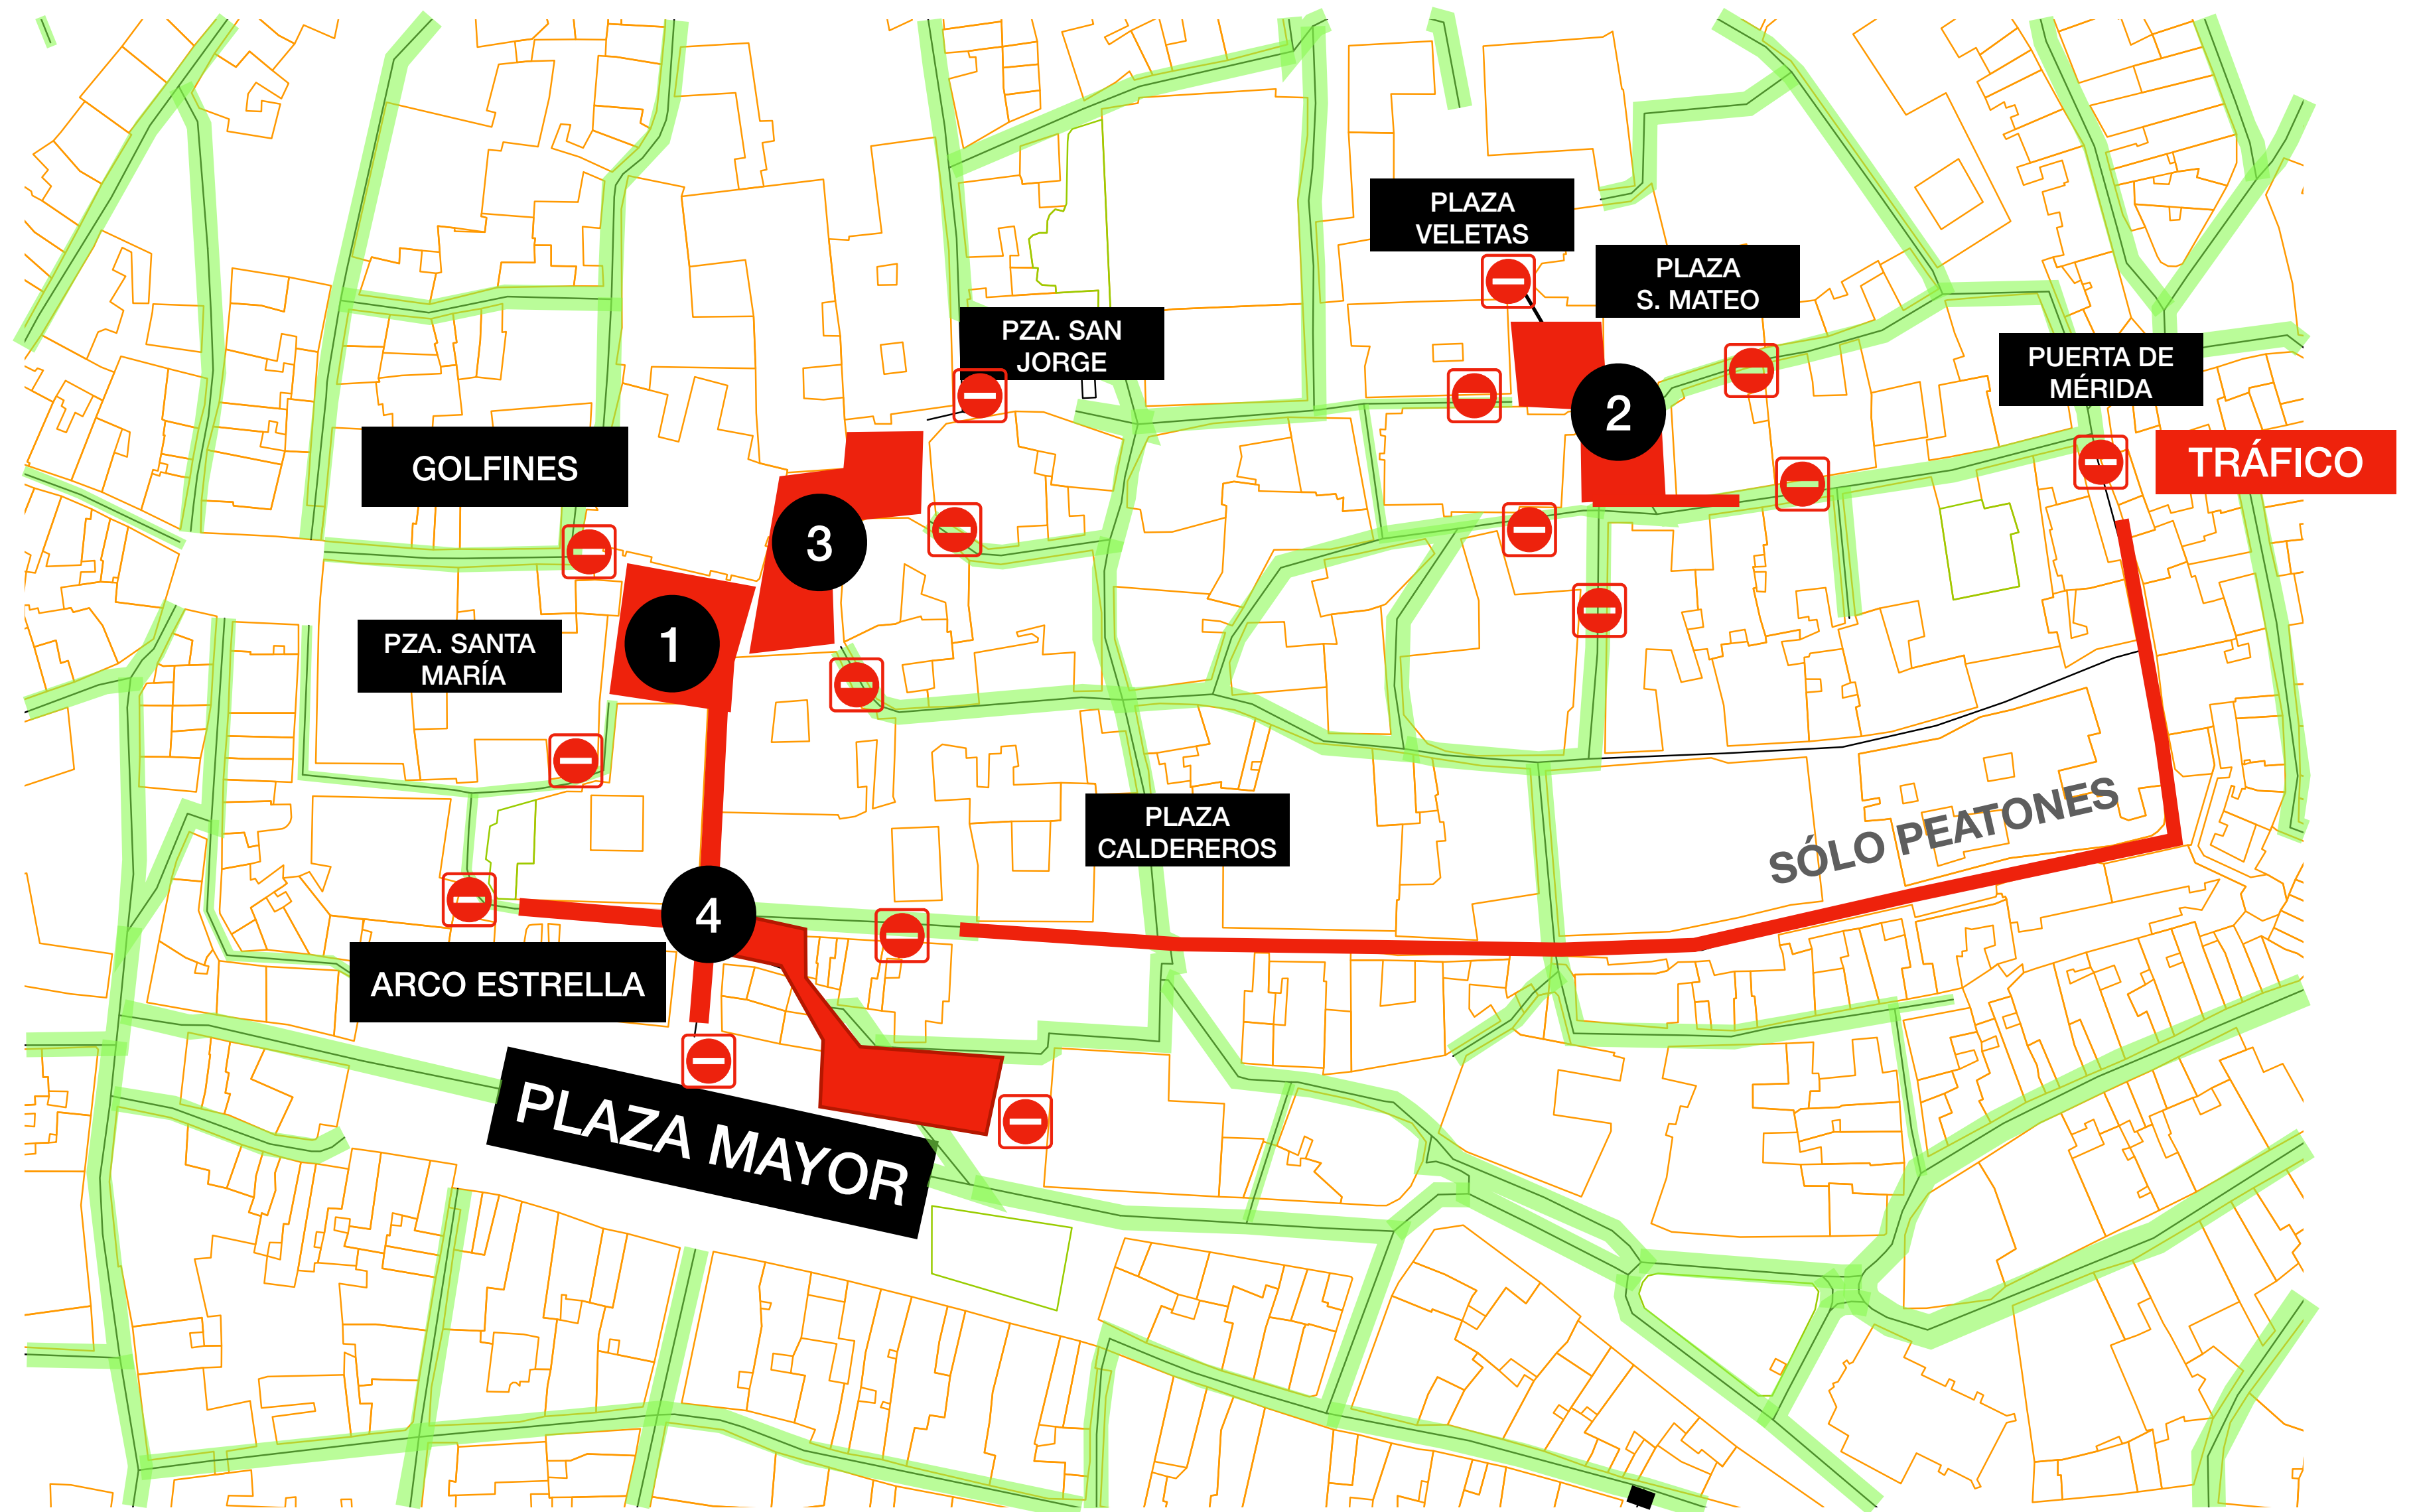 PLAZA
VELETAS
PLAZA
S. MATEO
PZA. SAN
JORGE
PUERTA DE
MÉRIDA
2
GOLFINES
TRÁFICO
3
PZA. SANTA
MARÍA
1
PLAZA
CALDEREROS
SÓLO PEATONES
4
ARCO ESTRELLA
PLAZA MAYOR